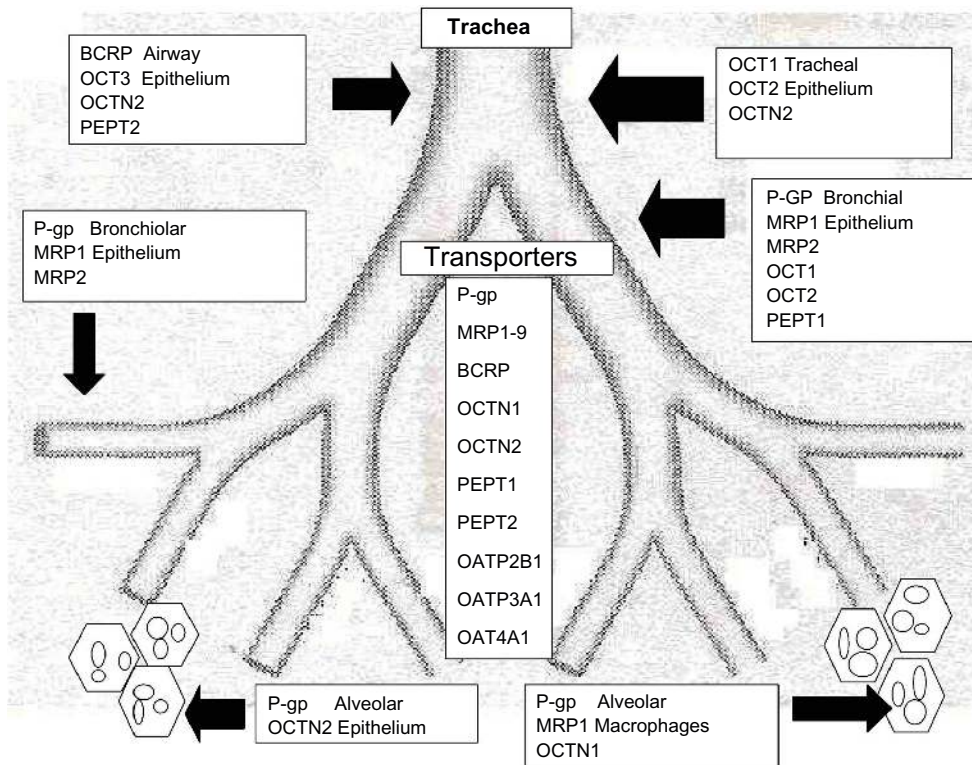 Trachea
BCRP Airway
OCT3 Epithelium
OCTN2
PEPT2
OCT1 Tracheal
OCT2 Epithelium
OCTN2
P-gp Bronchiolar
MRP1 Epithelium
MRP2
P-GP Bronchial
MRP1 Epithelium
MRP2
OCT1
OCT2
PEPT1
Transporters
P-gp
MRP1-9
BCRP
OCTN1
OCTN2
PEPT1
PEPT2
OATP2B1
OATP3A1
OAT4A1
P-gp Alveolar
OCTN2 Epithelium
P-gp Alveolar
MRP1 Macrophages
OCTN1